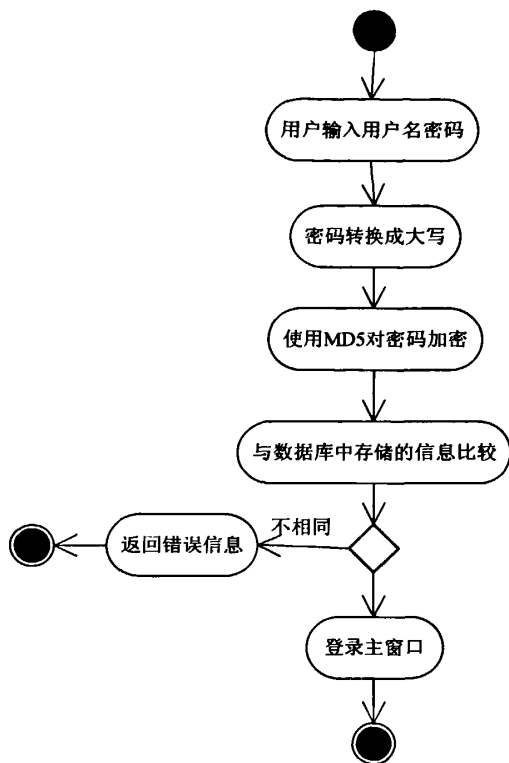 用户输入用户名密码
密码转换成大写
使用MD5对密码加密
与数据库中存储的信息比较
不相同
返回错误信息
登录主窗口